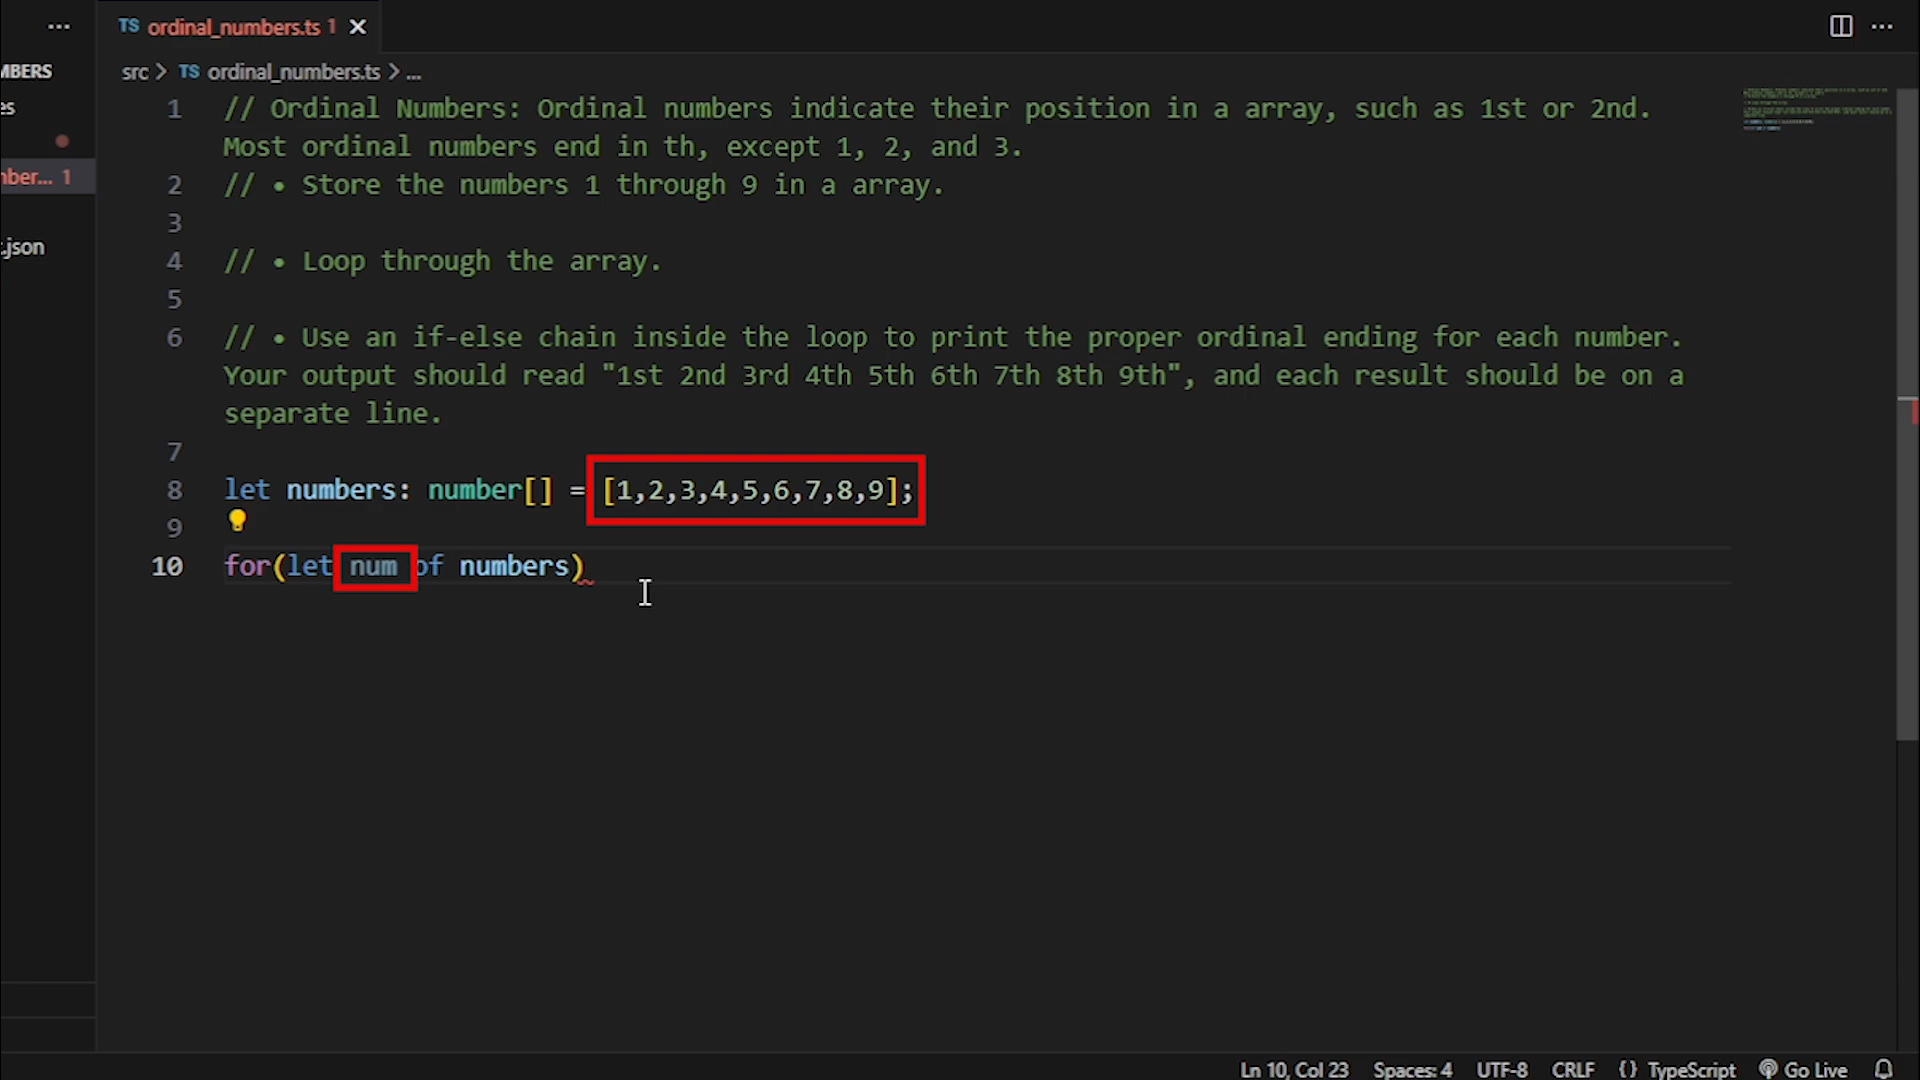 TS ordinal_numbers.ts 1
MBERS
src > TS ordinal_numbers.ts > ...
es
1 // Ordinal Numbers: Ordinal numbers indicate their position in a array, such as 1st or 2nd.
Most ordinal numbers end in th, except 1, 2, and 3.
nber... 1
2 // • Store the numbers 1 through 9 in a array.
3
.json
4 // • Loop through the array.
5
6 // • Use an if-else chain inside the loop to print the proper ordinal ending for each number.
Your output should read "1st 2nd 3rd 4th 5th 6th 7th 8th 9th", and each result should be on a
separate line.
7
8 let numbers: number[] = [1,2,3,4,5,6,7,8,9];
9
10 for(let num of numbers)
Ln 10, Col 23 Spaces: 4 UTF-8 CRLF {} TypeScript Go Live